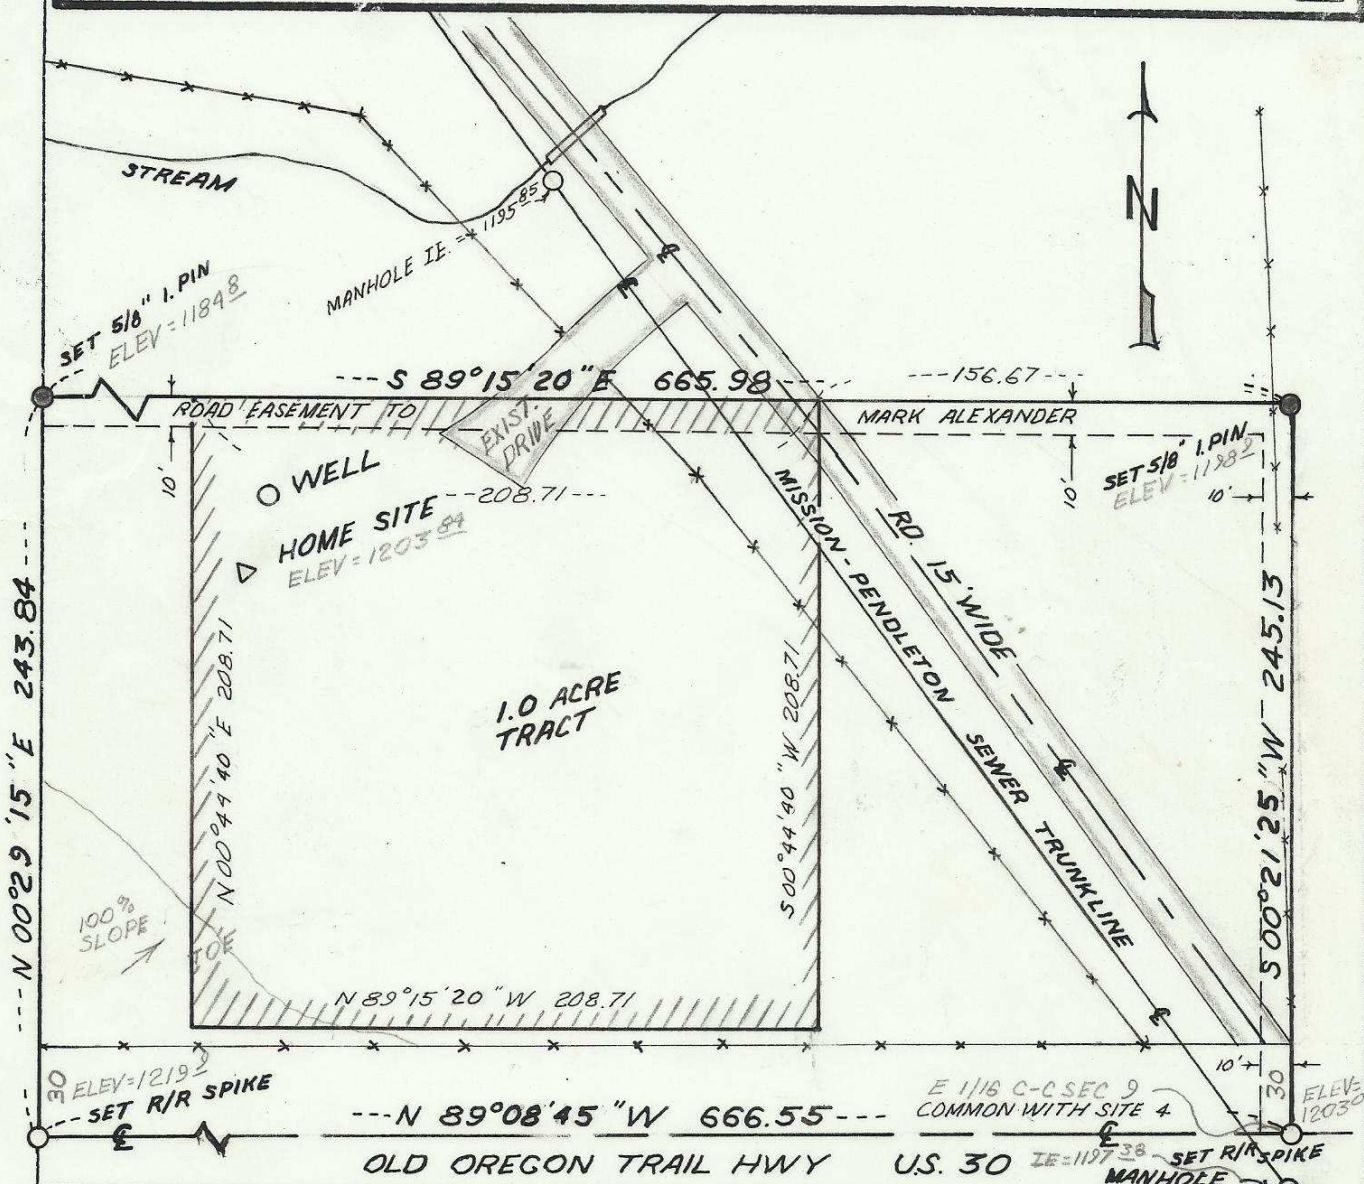 N
STREAM
MANHOLE I.E. = 1195 85
SET 5/8" I. PIN
ELEV = 1184 8
---S 89°15'20"E 665.98---
---156.67---
ROAD EASEMENT TO
MARK ALEXANDER
EXIST.
DRIVE
10'
10'
SET 5/8" I. PIN
10'
WELL
---208.71---
HOME SITE
ELEV = 1203 84
MISSION - PENDLETON SEWER TRUNKLINE
RD. 15' WIDE
1.0 ACRE
TRACT
---N 00°29'15"E 243.84---
N 00°44'40"E 208.71
S 00°44'40"W 208.71
S 00°21'25"W 245.13
100%
SLOPE
TOE
N 89°15'20"W 208.71
10'
30
ELEV = 1219 2
SET R/R SPIKE
E 1/16 C-C SEC 9
COMMON WITH SITE 4
30
ELEV =
1203 0
---N 89°08'45"W 666.55---
OLD OREGON TRAIL HWY U.S. 30
IE = 1197 38
SET R/R SPIKE
MANHOLE